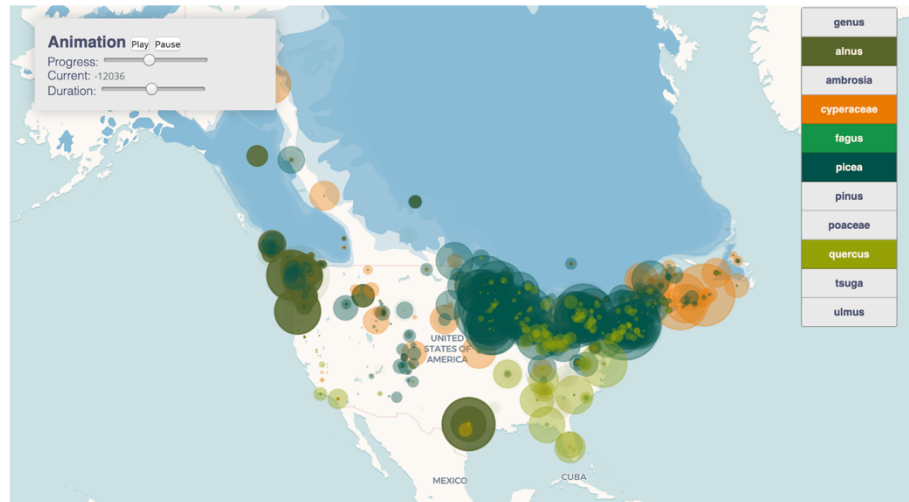 Animation Play Pause
Progress:
Current: -12036
Duration:
genus
alnus
ambrosia
cyperaceae
fagus
picea
pinus
poaceae
quercus
tsuga
ulmus
UNITED
STATES OF
AMERICA
MEXICO
CUBA